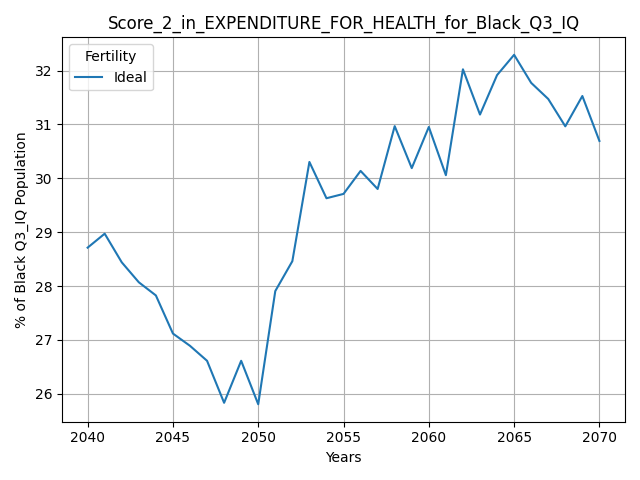 Score_2_in_EXPENDITURE_FOR_HEALTH_for_Black_Q3_IQ
Fertility
Ideal
% of Black Q3_IQ Population
32
31
30
29
28
27
26
2040 2045 2050 2055 2060 2065 2070
Years